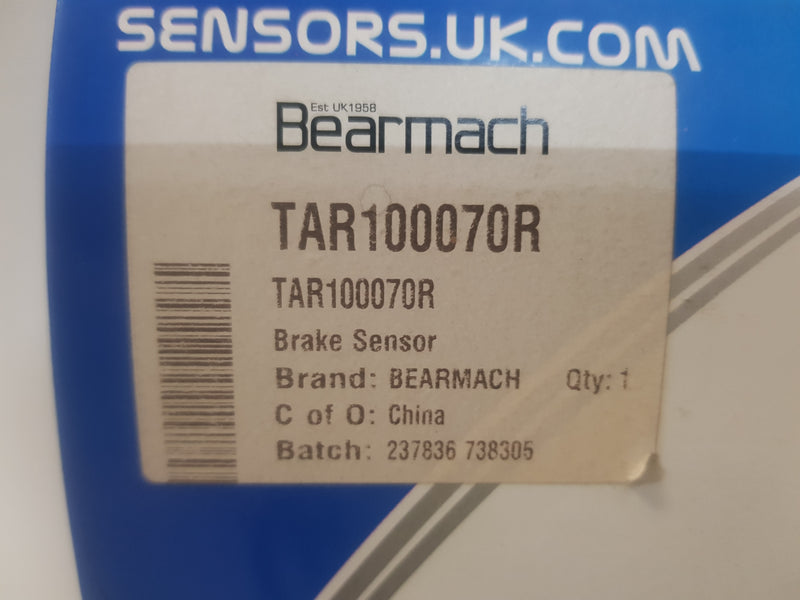 SENSORS.UK.COM
Est UK1958
Bearmach
TAR100070R
TAR100070R
Brake Sensor
Brand: BEARMACH Qty: 1
C of O: China
Batch: 237836 738305